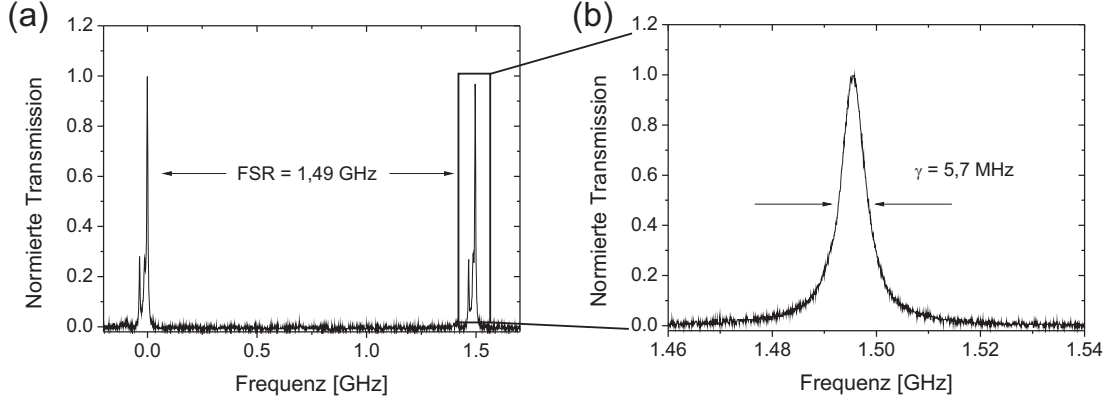 (a)
1.2
1.0
0.8
0.6
0.4
0.2
0.0
Normierte Transmission
FSR = 1,49 GHz
0.0 0.5 1.0 1.5
Frequenz [GHz]
(b)
1.2
1.0
0.8
0.6
0.4
0.2
0.0
Normierte Transmission
γ = 5,7 MHz
1.46 1.48 1.50 1.52 1.54
Frequenz [GHz]